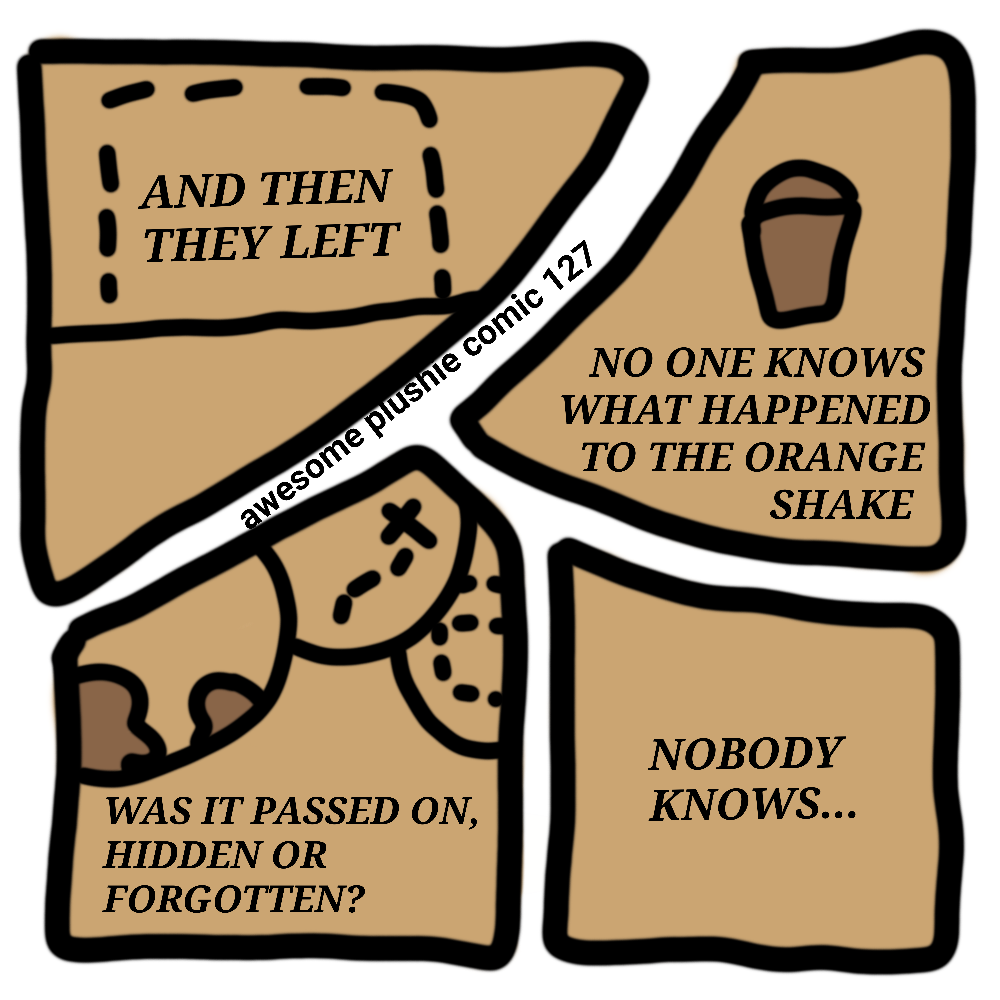 AND THEN
THEY LEFT
awesome plushie comic 127
NO ONE KNOWS
WHAT HAPPENED
TO THE ORANGE
SHAKE
WAS IT PASSED ON,
HIDDEN OR
FORGOTTEN?
NOBODY
KNOWS...